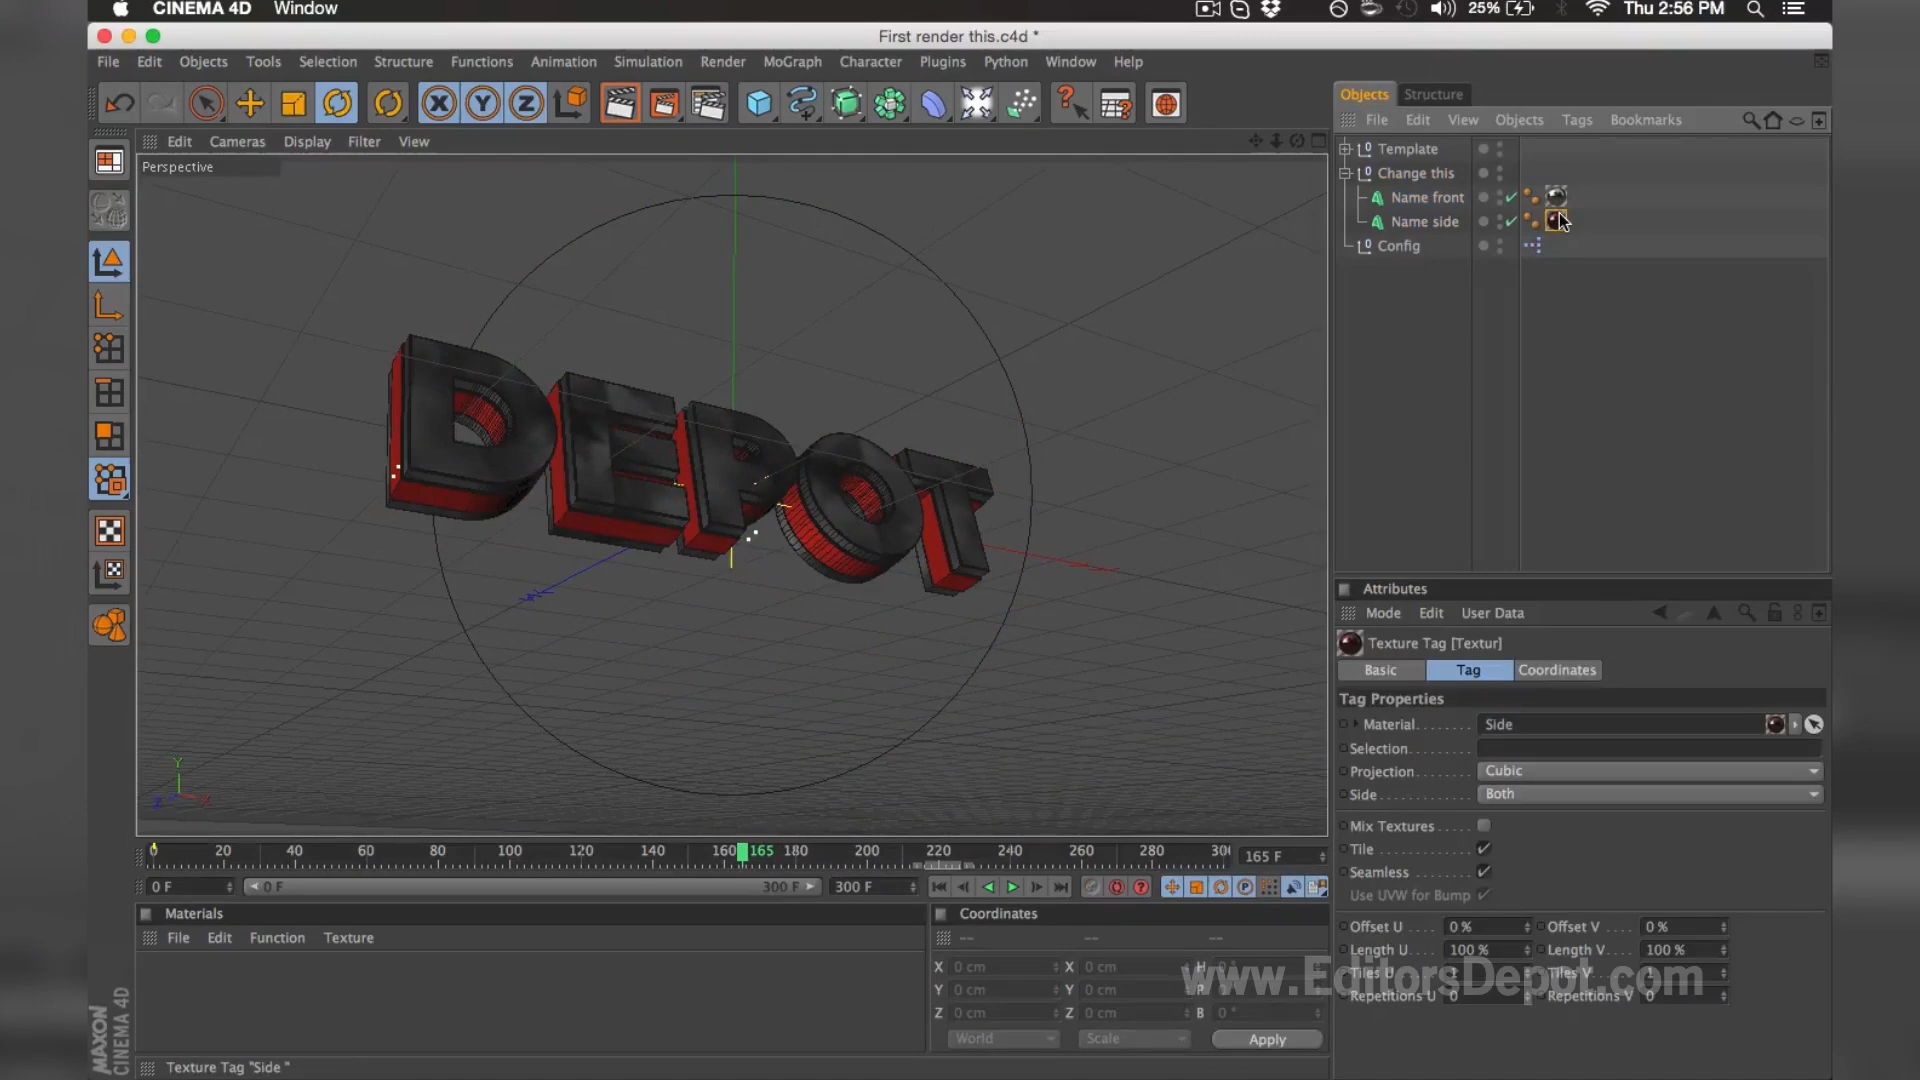 CINEMA 4D Window 25% Thu 2:56 PM
First render this.c4d *
File Edit Objects Tools Selection Structure Functions Animation Simulation Render MoGraph Character Plugins Python Window Help
X Y Z
Objects Structure
File Edit View Objects Tags Bookmarks
Edit Cameras Display Filter View
Perspective
Template
Change this
Name front
Name side
Config
DEPOT
Y
Z X
Attributes
Mode Edit User Data
Texture Tag [Textur]
Basic Tag Coordinates
Tag Properties
Material Side
Selection
Projection Cubic
Side Both
Mix Textures
Tile
Seamless
Use UVW for Bump
Offset U 0 % Offset V 0 %
Length U 100 % Length V 100 %
Tiles U 1 Tiles V 1
Repetitions U 0 Repetitions V 0
0 20 40 60 80 100 120 140 160 165 180 200 220 240 260 280 30 165 F
0 F 0 F 300 F 300 F
Materials
File Edit Function Texture
Coordinates
-- -- --
X 0 cm X 0 cm H 0 °
Y 0 cm Y 0 cm P
Z 0 cm Z 0 cm B 0 °
World Scale Apply
www.EditorsDepot.com
MAXON
CINEMA 4D
Texture Tag "Side "